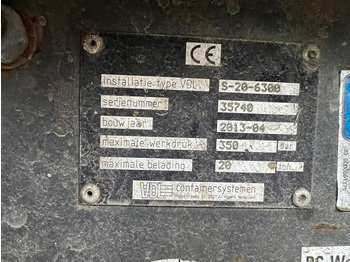 CE
installatie type VDL S-20-6300
serienummer 35740
bouwjaar 2013-04
maximale werkdruk 350 Bar
maximale belading 20
VDL containersystemen